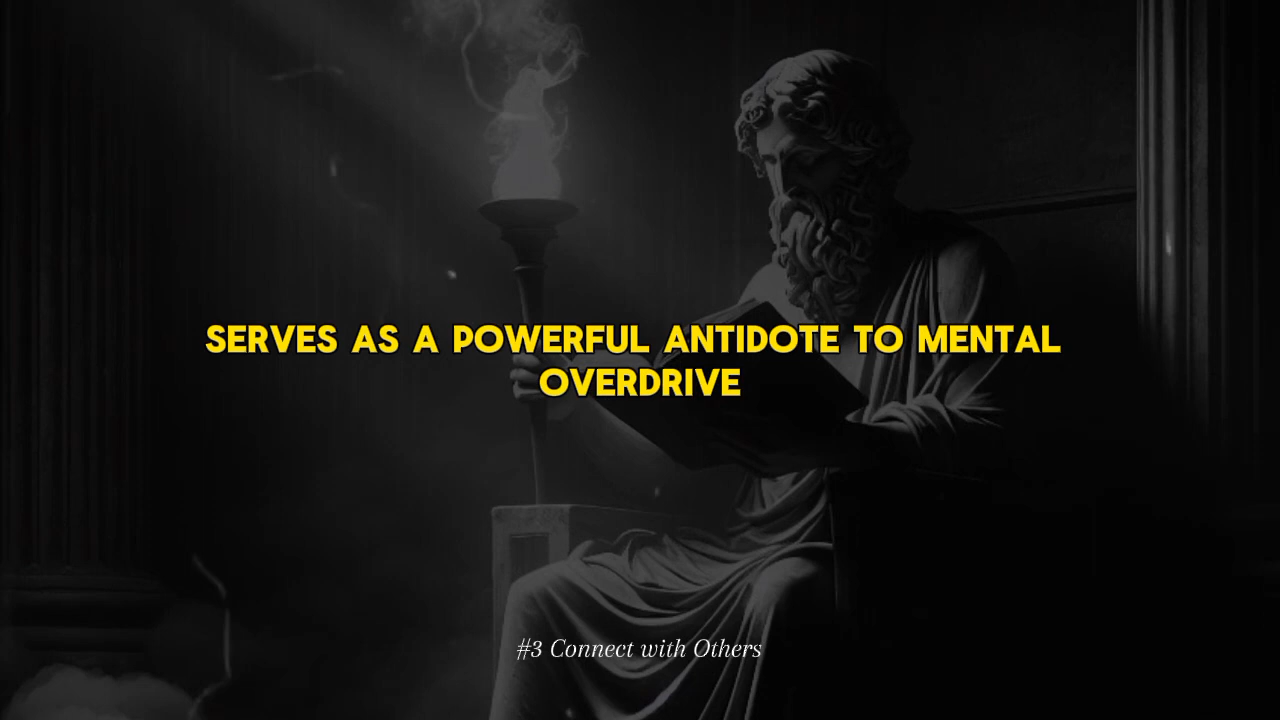 SERVES AS A POWERFUL ANTIDOTE TO MENTAL
OVERDRIVE
#3 Connect with Others